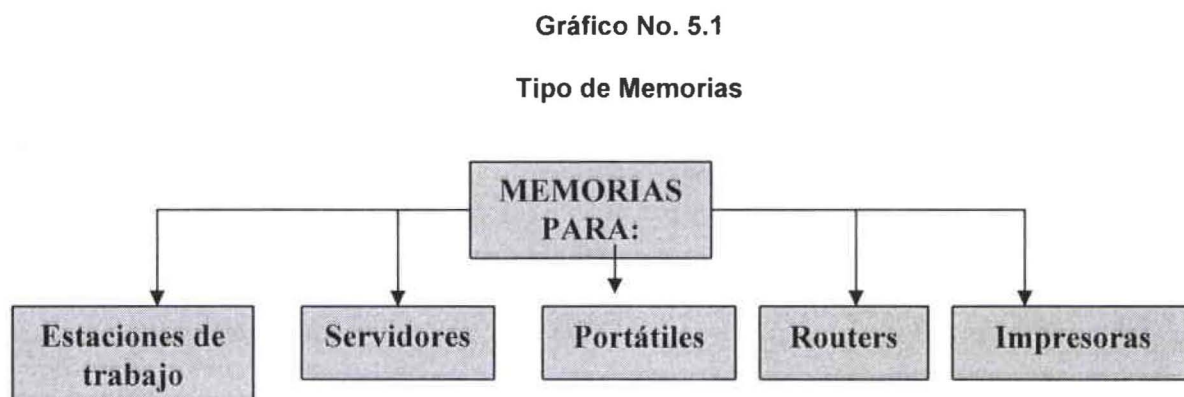 Gráfico No. 5.1
Tipo de Memorias
MEMORIAS
PARA:
Estaciones de
trabajo
Servidores
Portátiles
Routers
Impresoras